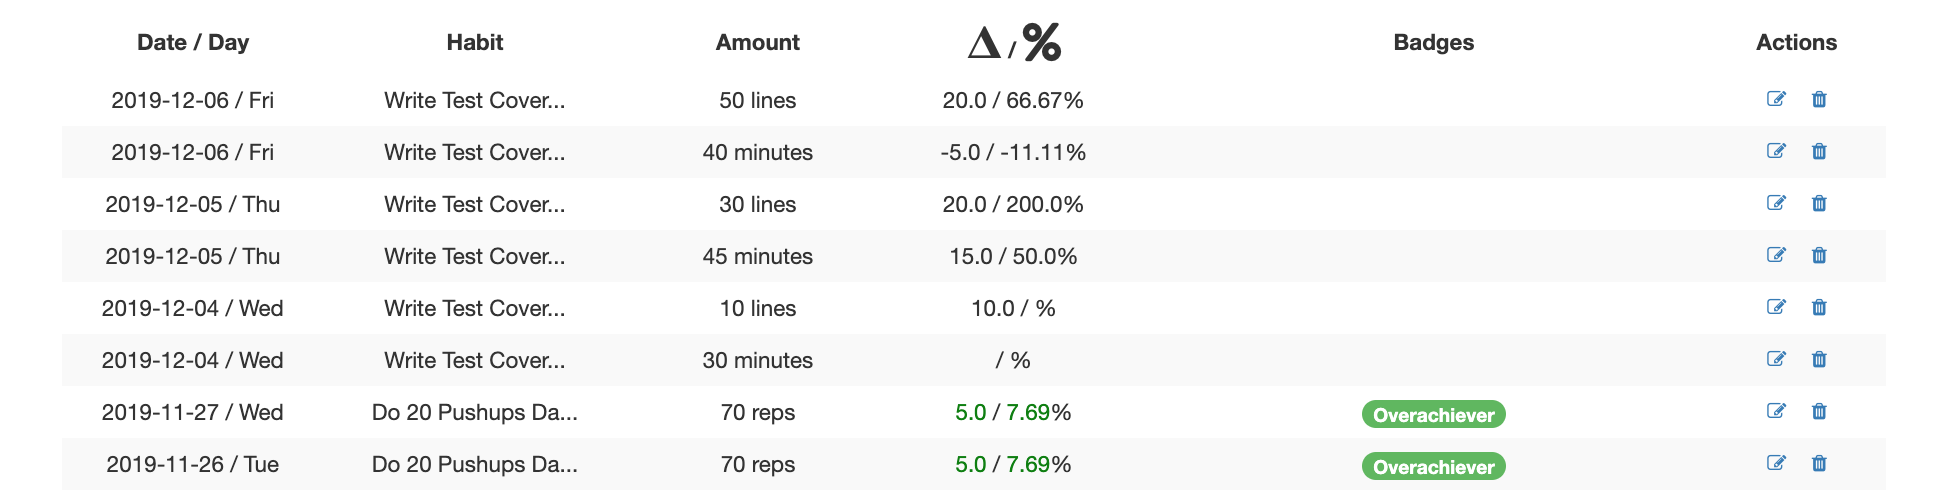 Date / Day Habit Amount Δ / % Badges Actions
2019-12-06 / Fri Write Test Cover... 50 lines 20.0 / 66.67%
2019-12-06 / Fri Write Test Cover... 40 minutes -5.0 / -11.11%
2019-12-05 / Thu Write Test Cover... 30 lines 20.0 / 200.0%
2019-12-05 / Thu Write Test Cover... 45 minutes 15.0 / 50.0%
2019-12-04 / Wed Write Test Cover... 10 lines 10.0 / %
2019-12-04 / Wed Write Test Cover... 30 minutes / %
2019-11-27 / Wed Do 20 Pushups Da... 70 reps 5.0 / 7.69% Overachiever
2019-11-26 / Tue Do 20 Pushups Da... 70 reps 5.0 / 7.69% Overachiever